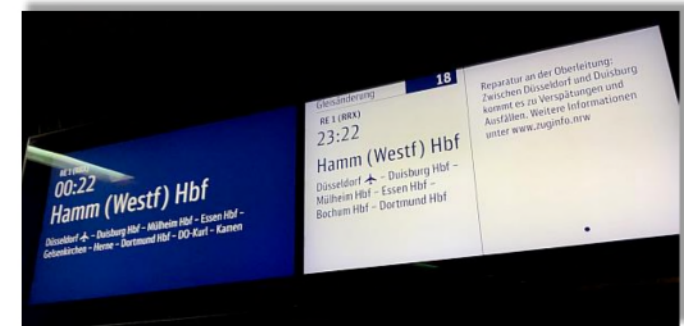 RE 1 (RRX)
00:22
Hamm (Westf) Hbf
Düsseldorf ✈ – Duisburg Hbf – Mülheim Hbf – Essen Hbf –
Gelsenkirchen – Herne – Dortmund Hbf – DO-Kurl – Kamen
Gleisänderung
18
RE 1 (RRX)
23:22
Hamm (Westf) Hbf
Düsseldorf ✈ – Duisburg Hbf –
Mülheim Hbf – Essen Hbf –
Bochum Hbf – Dortmund Hbf
Reparatur an der Oberleitung:
Zwischen Düsseldorf und Duisburg
kommt es zu Verspätungen und
Ausfällen. Weitere Informationen
unter www.zuginfo.nrw